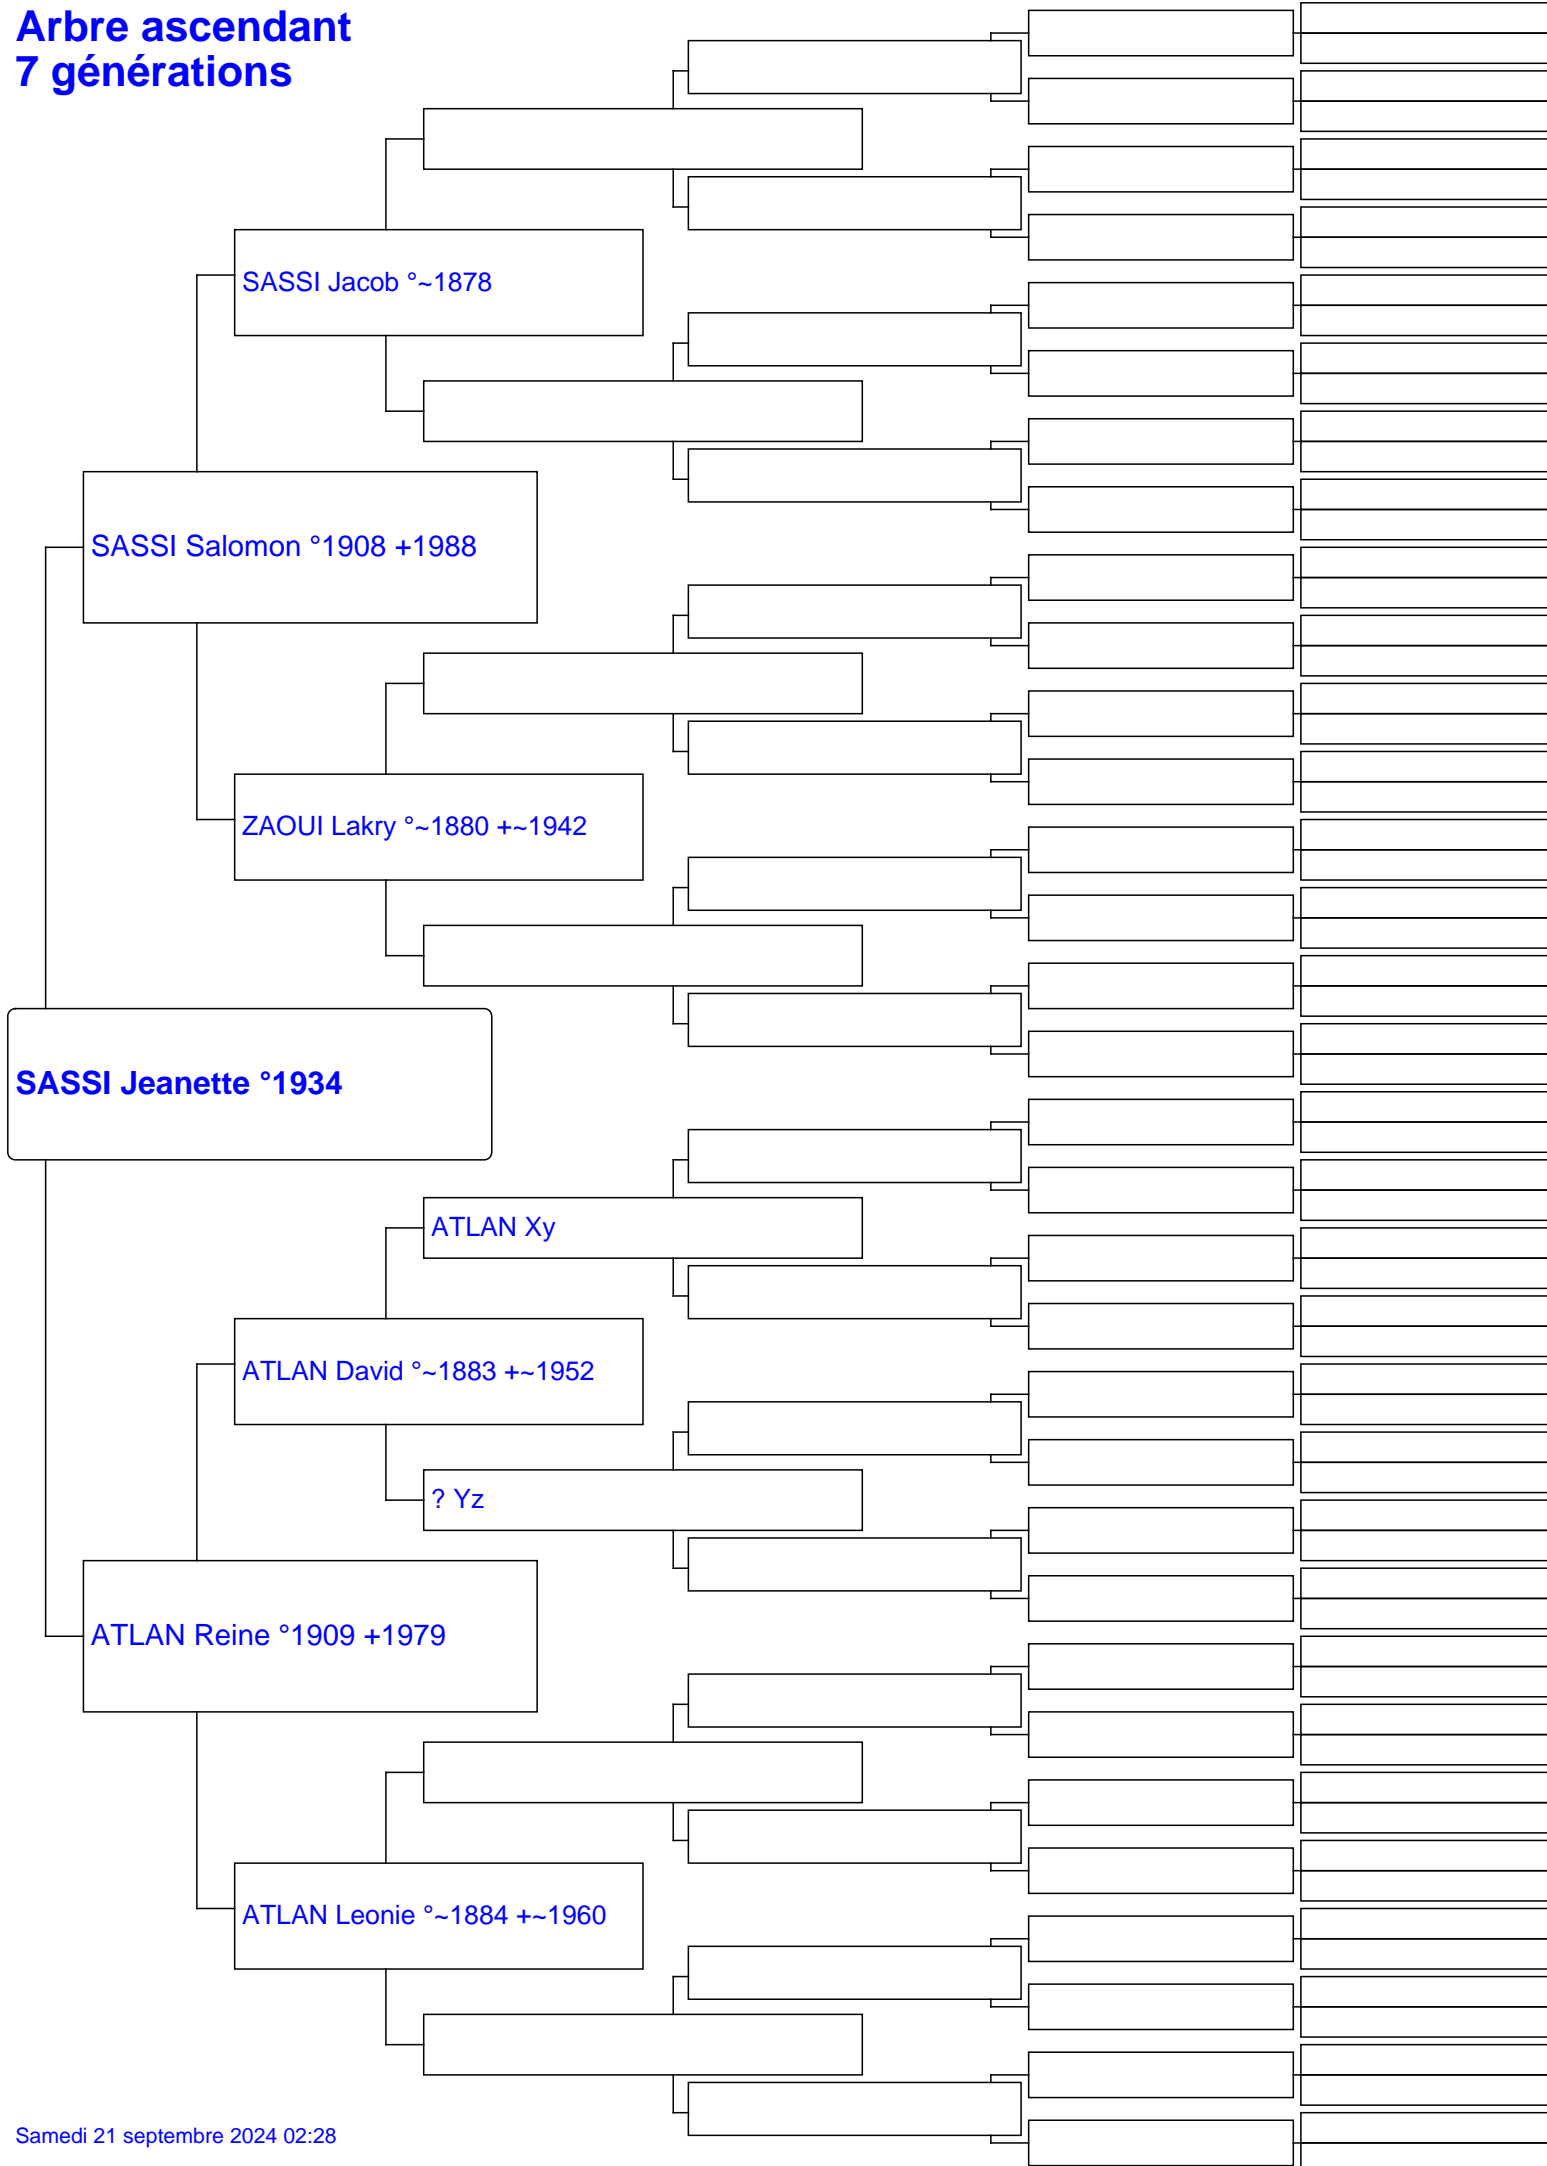 Arbre ascendant
7 générations
SASSI Jacob °~1878
SASSI Salomon °1908 +1988
ZAOUI Lakry °~1880 +~1942
SASSI Jeanette °1934
ATLAN Xy
ATLAN David °~1883 +~1952
? Yz
ATLAN Reine °1909 +1979
ATLAN Leonie °~1884 +~1960
Samedi 21 septembre 2024 02:28